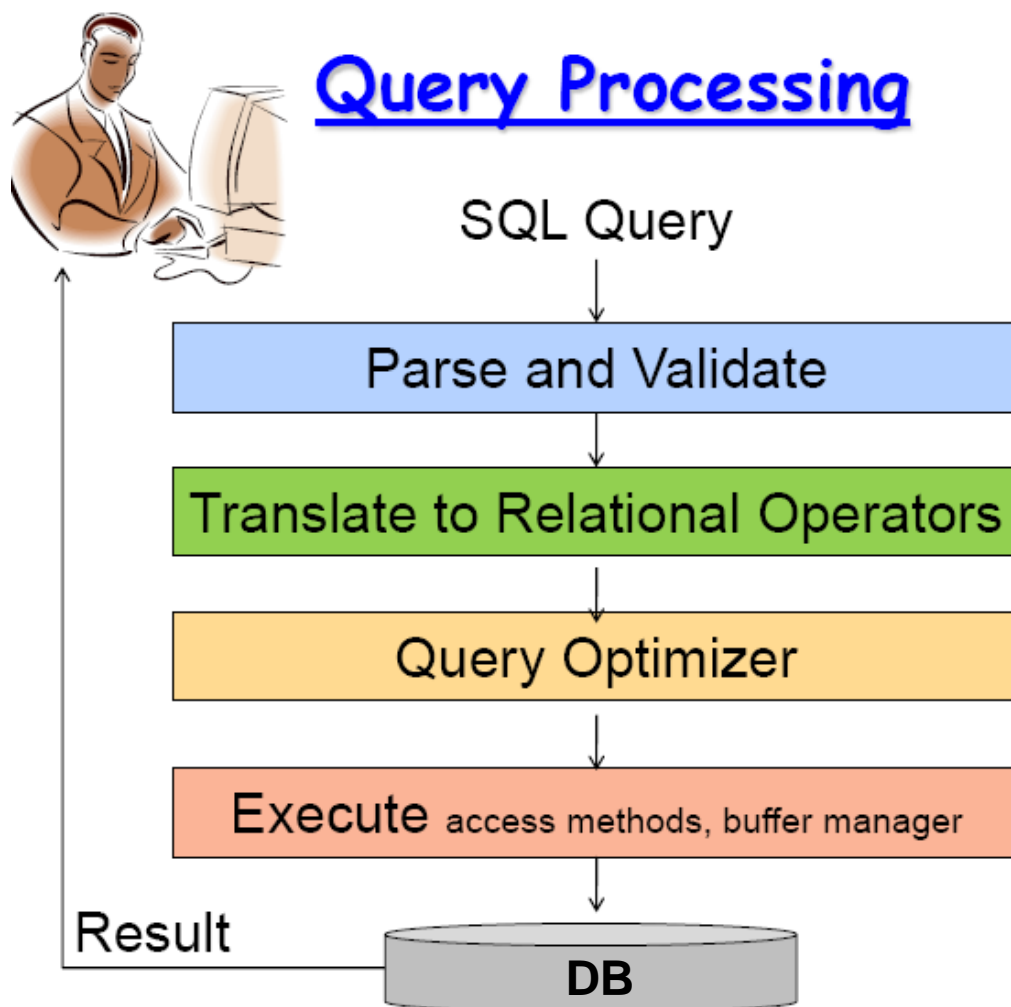 Query Processing
SQL Query
Parse and Validate
Translate to Relational Operators
Query Optimizer
Execute access methods, buffer manager
Result
DB